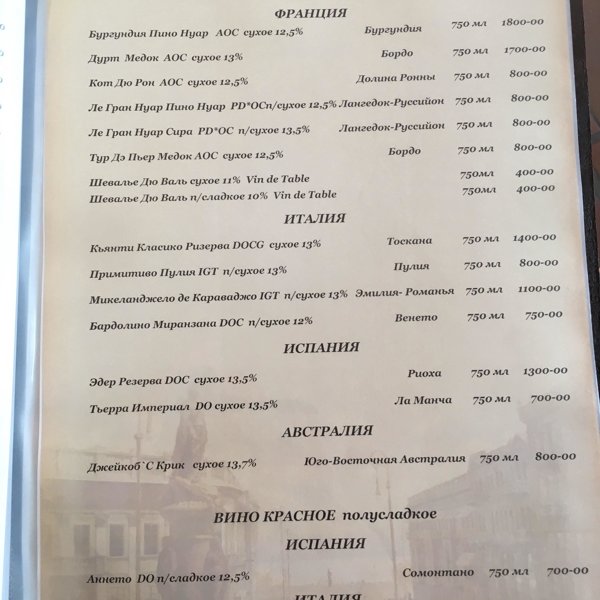 ФРАНЦИЯ
Бургундия Пино Нуар АОС сухое 12,5% Бургундия 750 мл 1800-00
Дурт Медок АОС сухое 13% Бордо 750 мл 1700-00
Кот Дю Рон АОС сухое 12,5% Долина Ронны 750 мл 800-00
Ле Гран Нуар Пино Нуар PD*OCп/сухое 12,5% Лангедок-Руссийон 750 мл 800-00
Ле Гран Нуар Сира PD*OC п/сухое 13,5% Лангедок-Руссийон 750 мл 800-00
Тур Дэ Пьер Медок АОС сухое 12,5% Бордо 750 мл 800-00
Шевалье Дю Валь сухое 11% Vin de Table 750мл 400-00
Шевалье Дю Валь п/сладкое 10% Vin de Table 750мл 400-00
ИТАЛИЯ
Кьянти Класико Ризерва DOCG сухое 13% Тоскана 750 мл 1400-00
Примитиво Пулия IGT п/сухое 13% Пулия 750 мл 800-00
Микеланджело де Караваджо IGT п/сухое 13% Эмилия- Романья 750 мл 1100-00
Бардолино Миранзана DOC п/сухое 12% Венето 750 мл 750-00
ИСПАНИЯ
Эдер Резерва DOC сухое 13,5% Риоха 750 мл 1300-00
Тьерра Империал DO сухое 13,5% Ла Манча 750 мл 700-00
АВСТРАЛИЯ
Джейкоб`С Крик сухое 13,7% Юго-Восточная Австралия 750 мл 800-00
ВИНО КРАСНОЕ полусладкое
ИСПАНИЯ
Аннето DO п/сладкое 12,5% Сомонтано 750 мл 700-00
ИТАЛИЯ